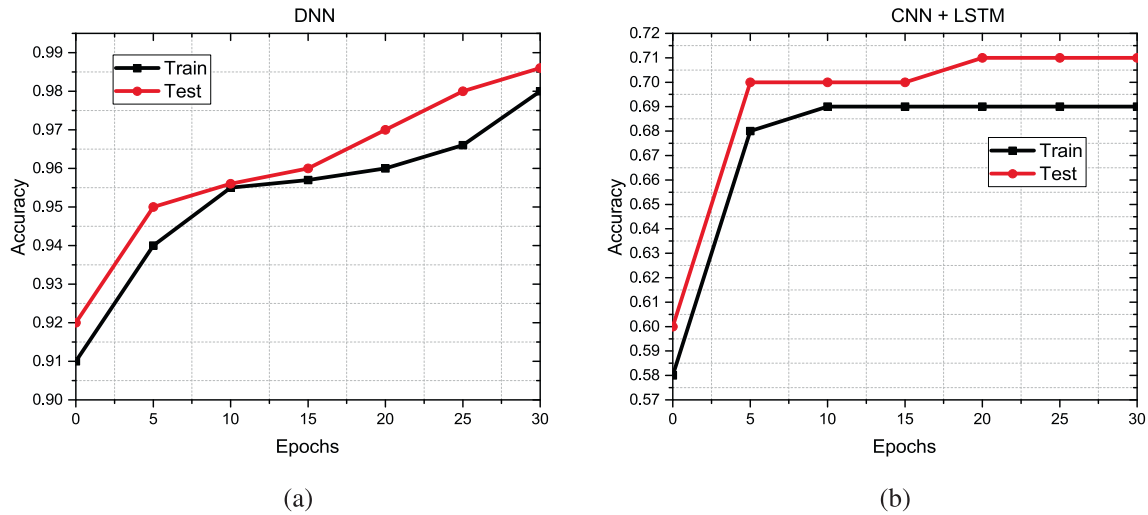 DNN
0.99
0.98
0.97
0.96
0.95
0.94
0.93
0.92
0.91
0.90
Accuracy
Train
Test
0 5 10 15 20 25 30
Epochs
(a)
CNN + LSTM
0.72
0.71
0.70
0.69
0.68
0.67
0.66
0.65
0.64
0.63
0.62
0.61
0.60
0.59
0.58
0.57
Accuracy
Train
Test
0 5 10 15 20 25 30
Epochs
(b)